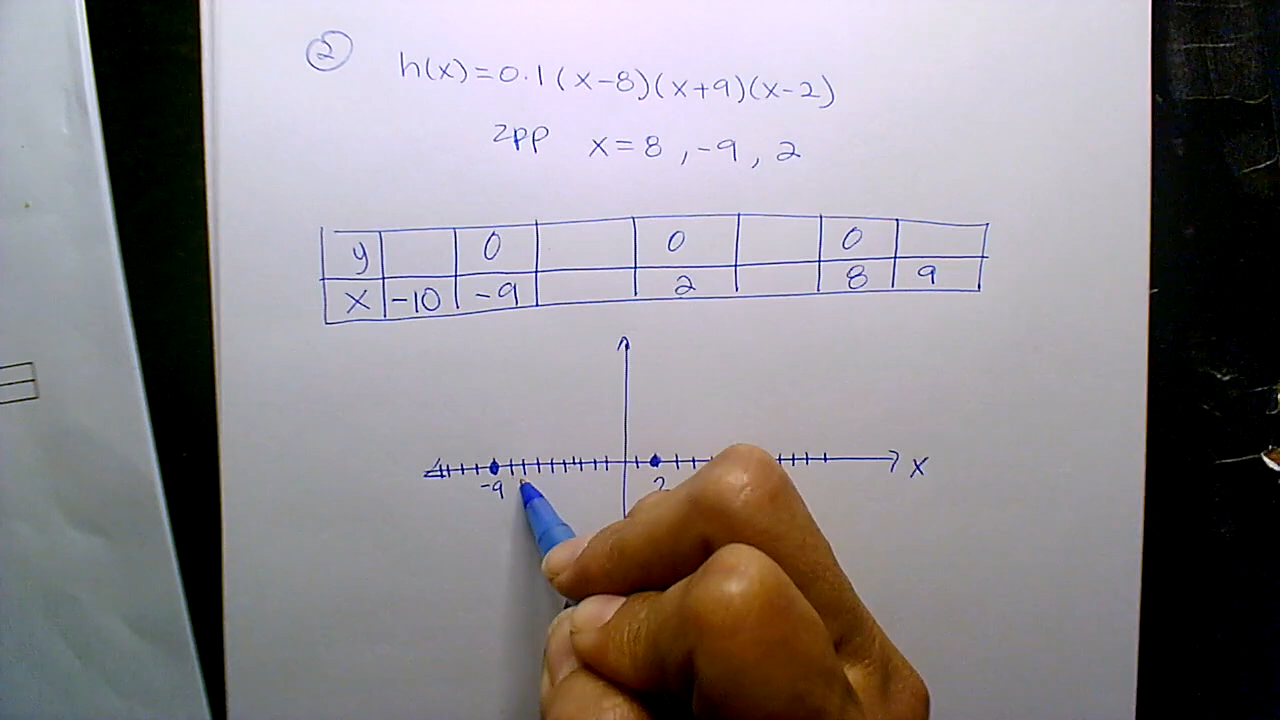 2
h(x)=0.1(x-8)(x+9)(x-2)
zpp x=8,-9,2
y 0 0 0
x -10 -9 2 8 9
x
-9 2